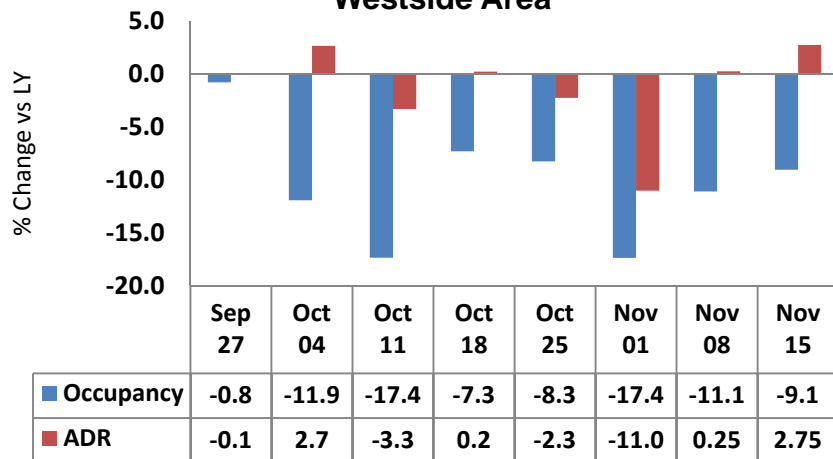 Westside Area
% Change vs LY
5.0
0.0
-5.0
-10.0
-15.0
-20.0
Sep 27 Oct 04 Oct 11 Oct 18 Oct 25 Nov 01 Nov 08 Nov 15
Occupancy -0.8 -11.9 -17.4 -7.3 -8.3 -17.4 -11.1 -9.1
ADR -0.1 2.7 -3.3 0.2 -2.3 -11.0 0.25 2.75